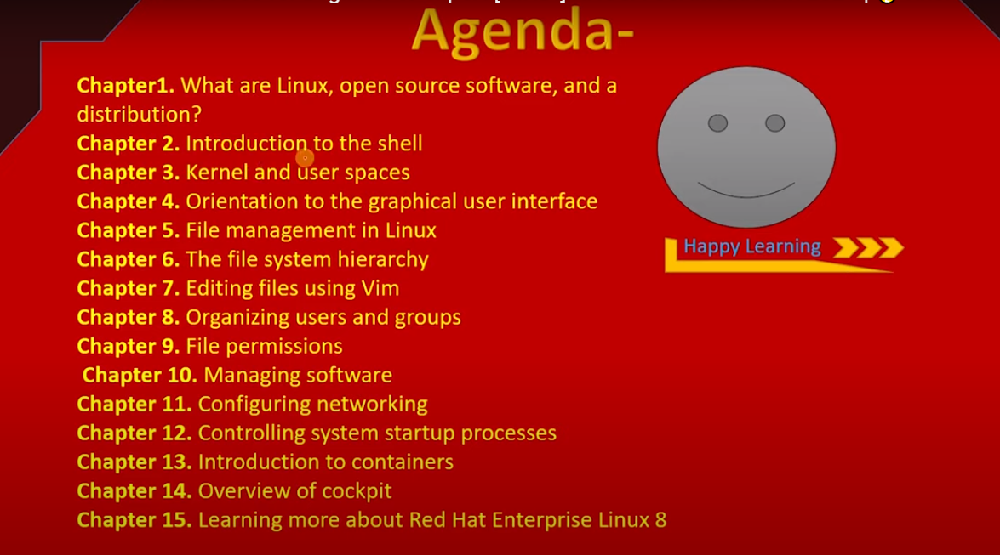 Agenda-
Chapter1. What are Linux, open source software, and a
distribution?
Chapter 2. Introduction to the shell
Chapter 3. Kernel and user spaces
Chapter 4. Orientation to the graphical user interface
Chapter 5. File management in Linux
Chapter 6. The file system hierarchy
Chapter 7. Editing files using Vim
Chapter 8. Organizing users and groups
Chapter 9. File permissions
Chapter 10. Managing software
Chapter 11. Configuring networking
Chapter 12. Controlling system startup processes
Chapter 13. Introduction to containers
Chapter 14. Overview of cockpit
Chapter 15. Learning more about Red Hat Enterprise Linux 8
Happy Learning